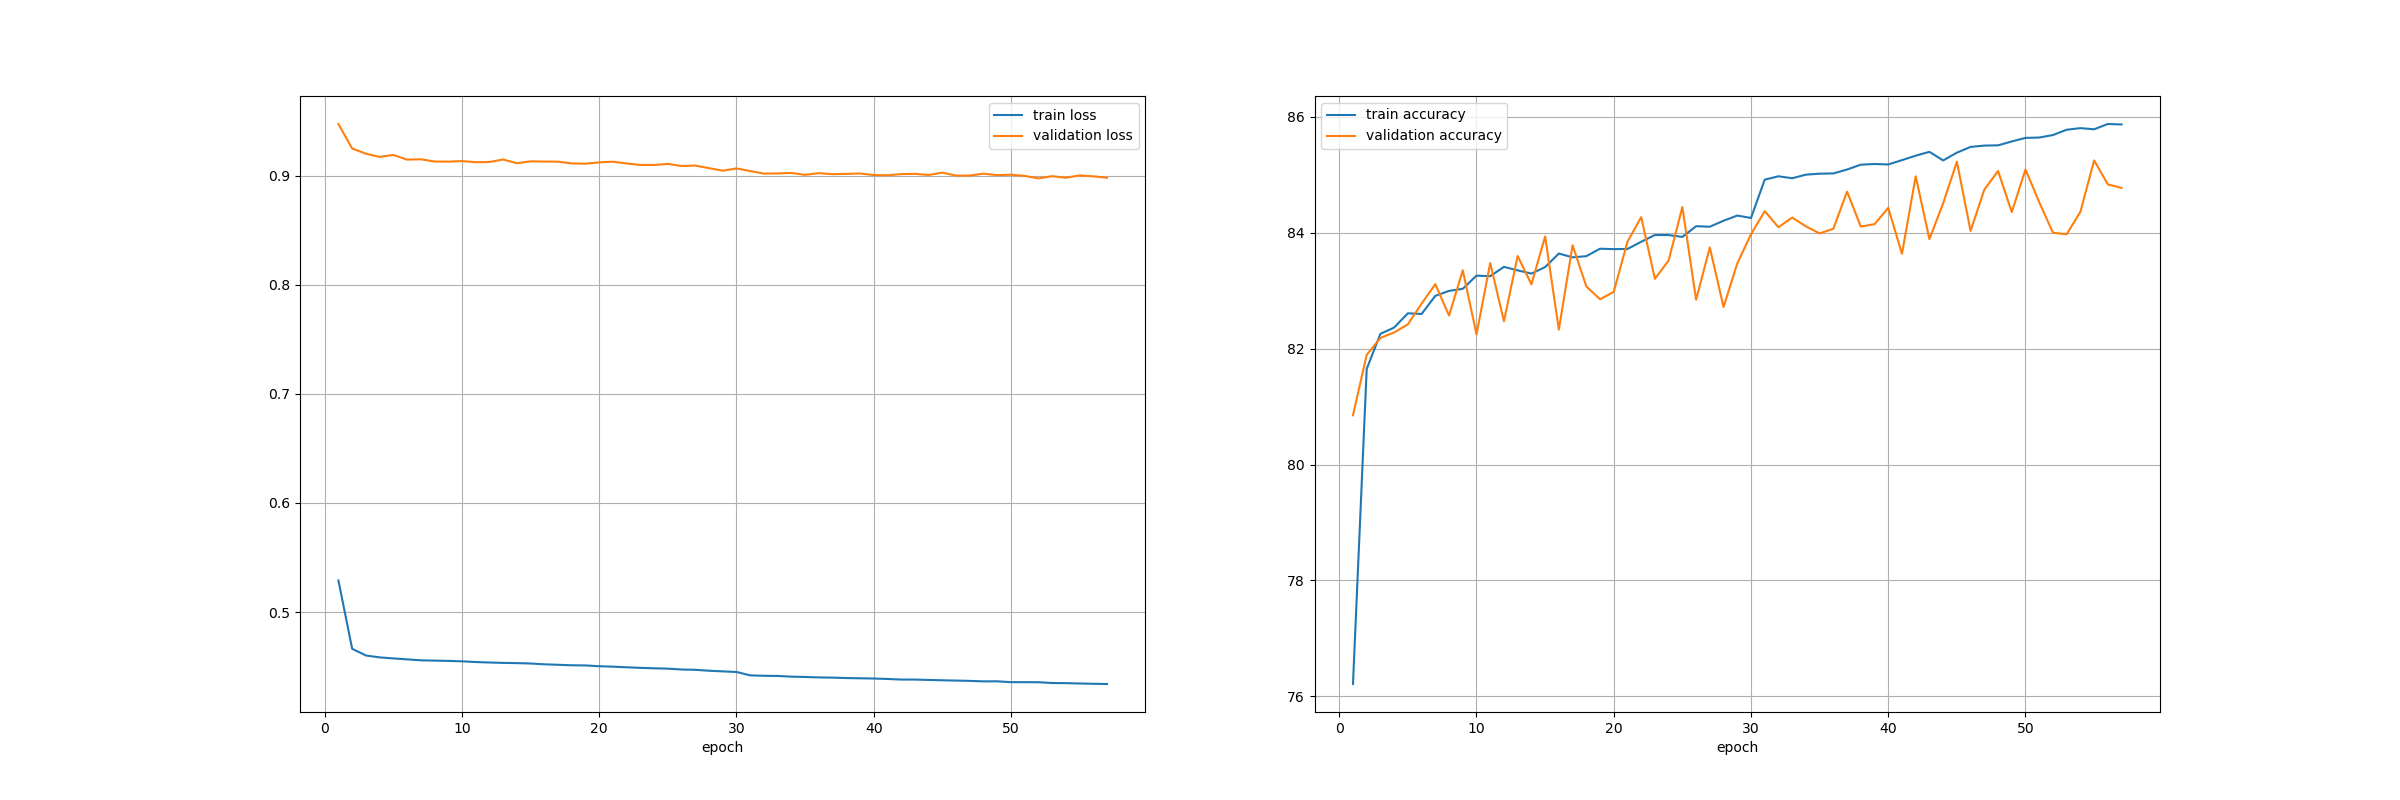 train loss
validation loss
0.9
0.8
0.7
0.6
0.5
0 10 20 30 40 50
epoch
train accuracy
validation accuracy
86
84
82
80
78
76
0 10 20 30 40 50
epoch